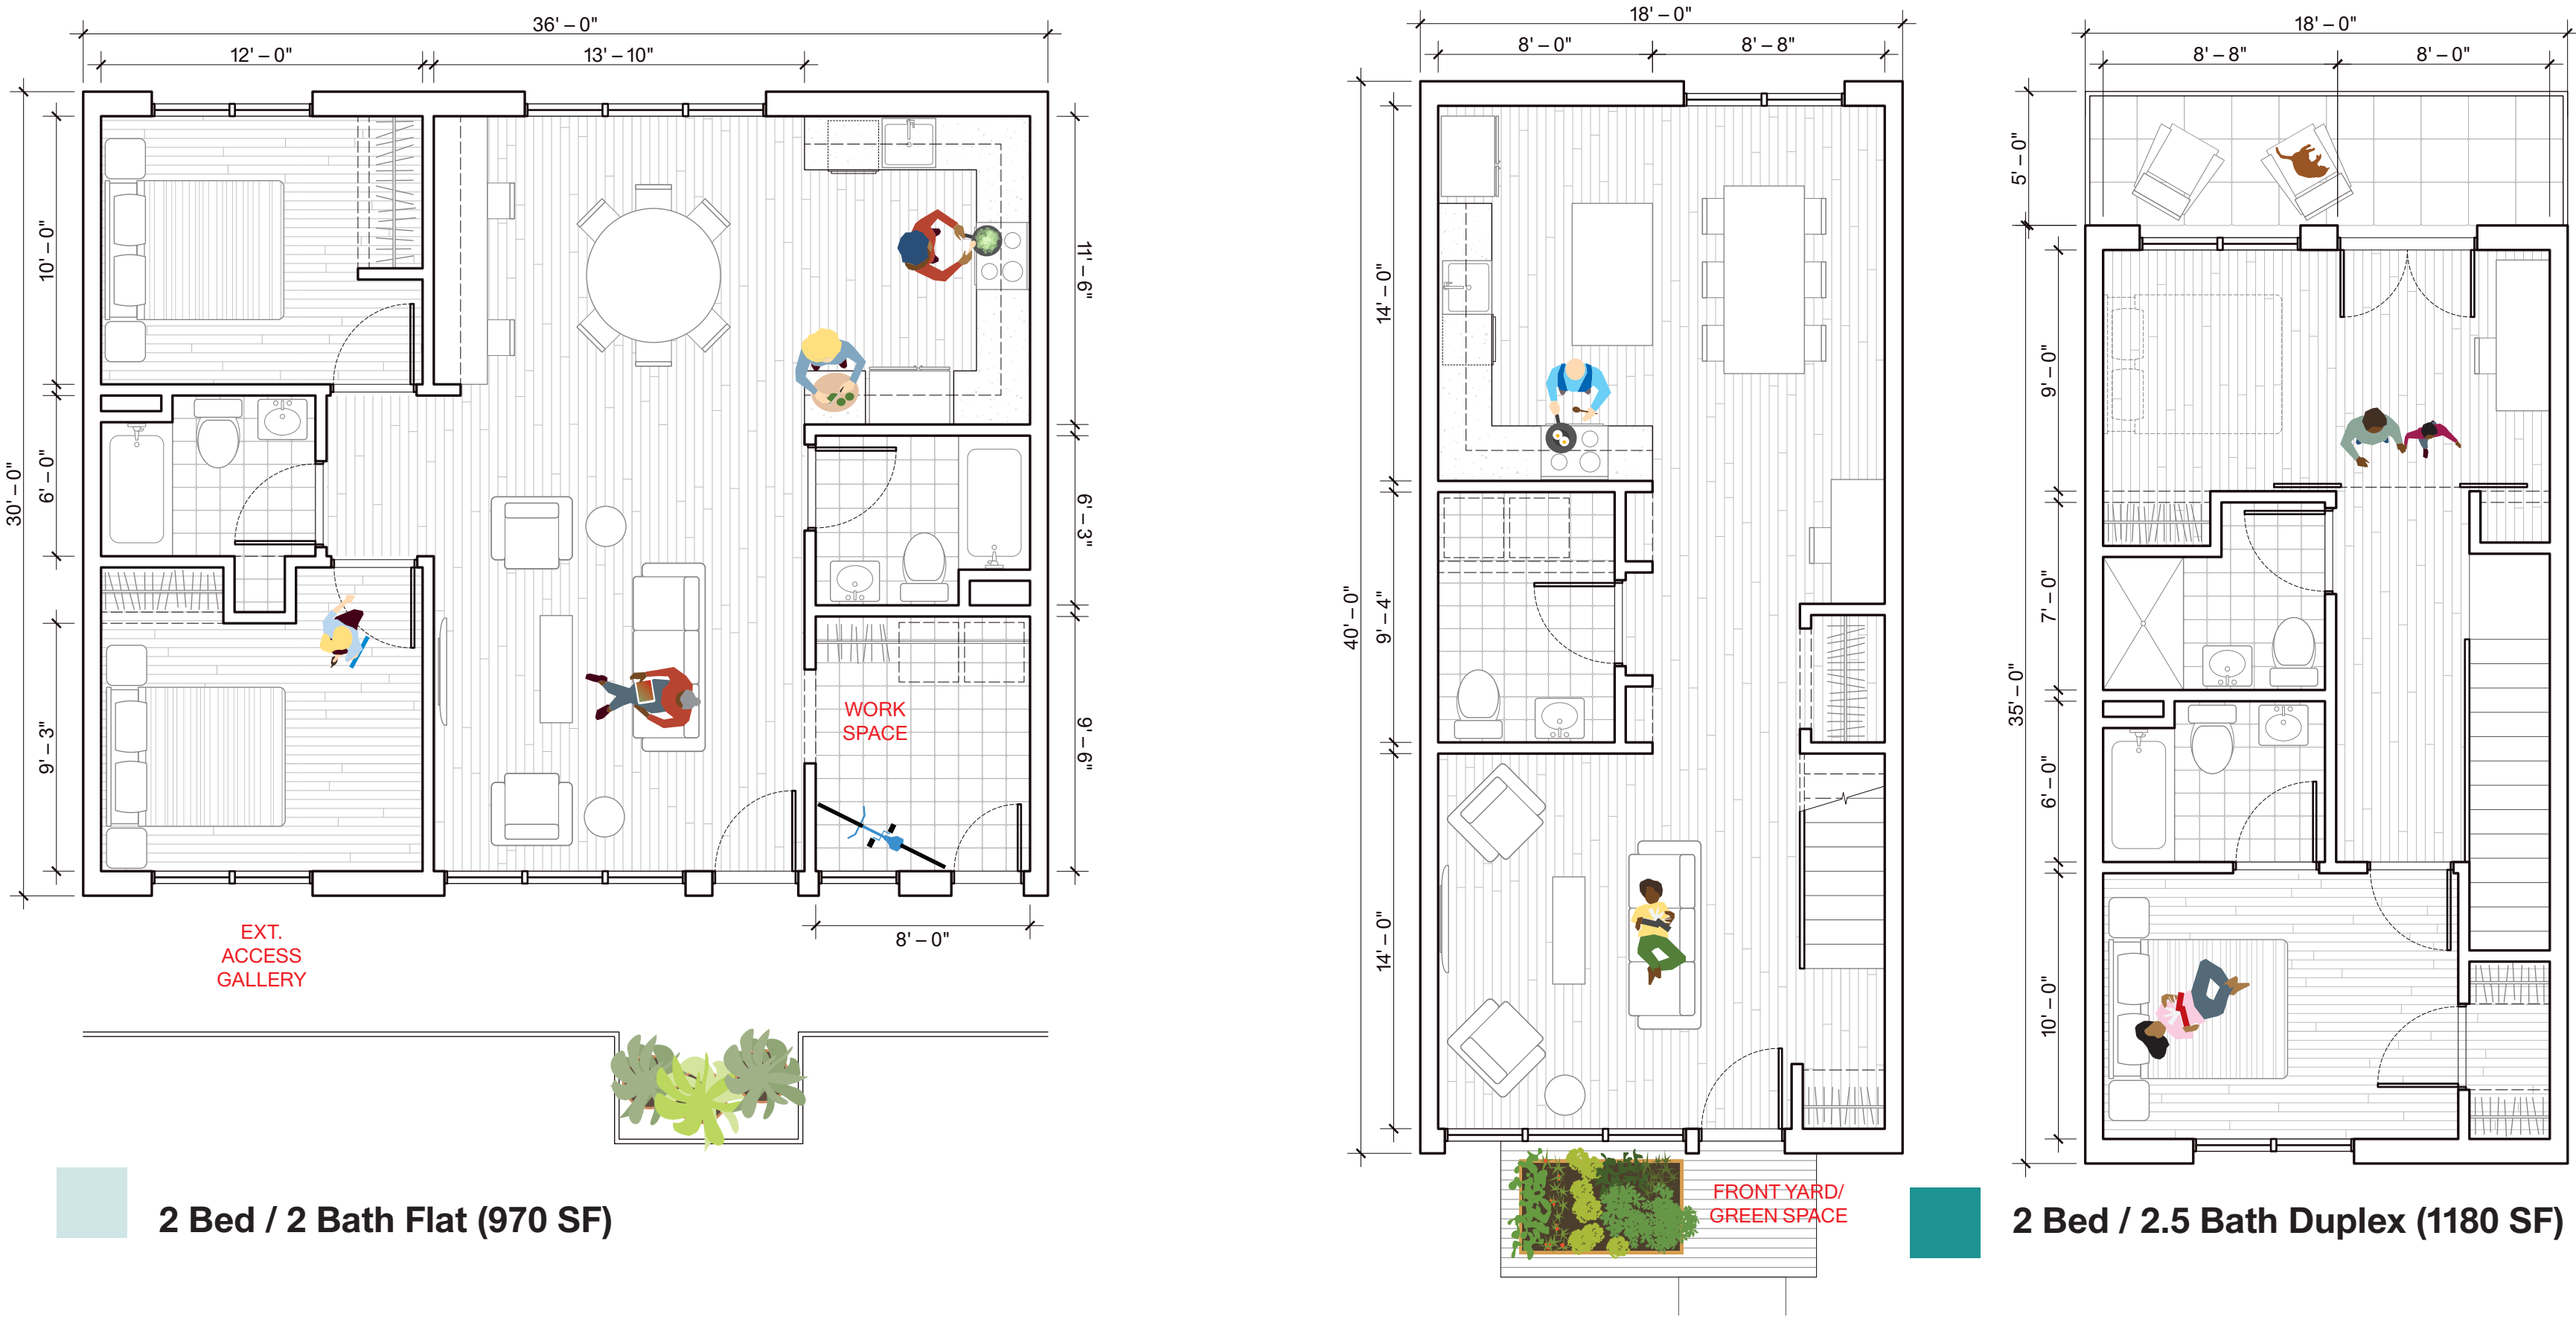 36' – 0"
12' – 0"
13' – 10"
30' – 0"
10' – 0"
6' – 0"
9' – 3"
11' – 6"
6' – 3"
9' – 6"
WORK
SPACE
8' – 0"
EXT.
ACCESS
GALLERY
2 Bed / 2 Bath Flat (970 SF)
18' – 0"
8' – 0"
8' – 8"
40' – 0"
14' – 0"
9' – 4"
14' – 0"
FRONT YARD/
GREEN SPACE
18' – 0"
8' – 8"
8' – 0"
5' – 0"
35' – 0"
9' – 0"
7' – 0"
6' – 0"
10' – 0"
2 Bed / 2.5 Bath Duplex (1180 SF)